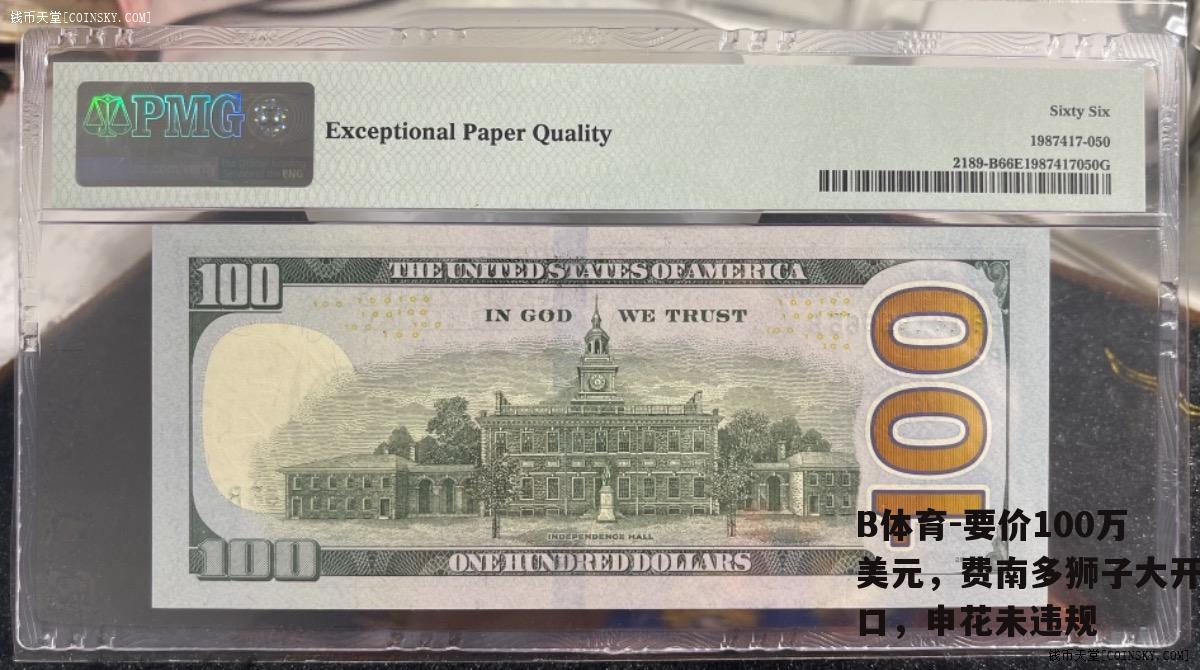 钱币天堂[COINSKY.COM]
PMG
Exceptional Paper Quality
ENG
Sixty Six
1987417-050
2189-B66E1987417050G
100
THE UNITED STATES OF AMERICA
IN GOD WE TRUST
100
INDEPENDENCE HALL
100
ONE HUNDRED DOLLARS
B体育-要价100万
美元，费南多狮子大开
口，申花未违规
钱币天堂[COINSKY.COM]